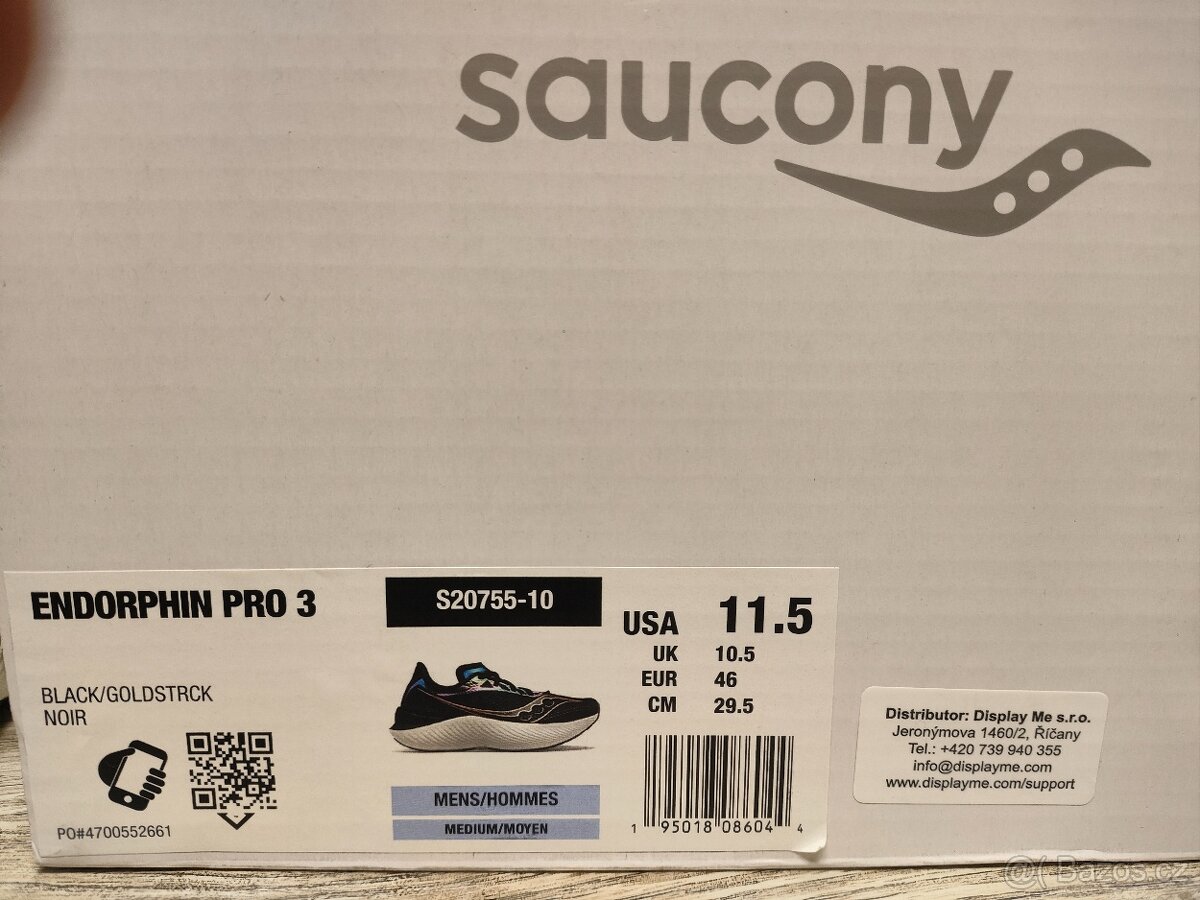 saucony
ENDORPHIN PRO 3
BLACK/GOLDSTRCK
NOIR
PO#4700552661
S20755-10
MENS/HOMMES
MEDIUM/MOYEN
USA 11.5
UK 10.5
EUR 46
CM 29.5
1 95018 08604 4
Distributor: Display Me s.r.o.
Jeronýmova 1460/2, Říčany
Tel.: +420 739 940 355
info@displayme.com
www.displayme.com/support
@( Bazos.cz